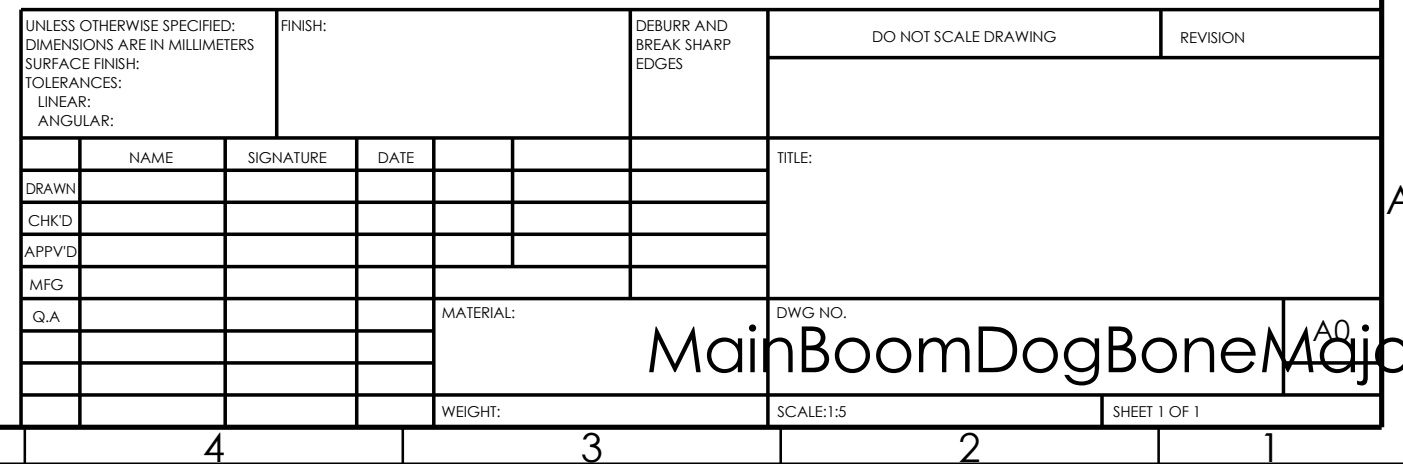 UNLESS OTHERWISE SPECIFIED:
DIMENSIONS ARE IN MILLIMETERS
SURFACE FINISH:
TOLERANCES:
LINEAR:
ANGULAR:
FINISH:
DEBURR AND
BREAK SHARP
EDGES
DO NOT SCALE DRAWING
REVISION
NAME
SIGNATURE
DATE
TITLE:
DRAWN
CHK'D
APPV'D
MFG
Q.A
MATERIAL:
DWG NO.
MainBoomDogBoneMajo
A0
WEIGHT:
SCALE:1:5
SHEET 1 OF 1
A
4
3
2
1